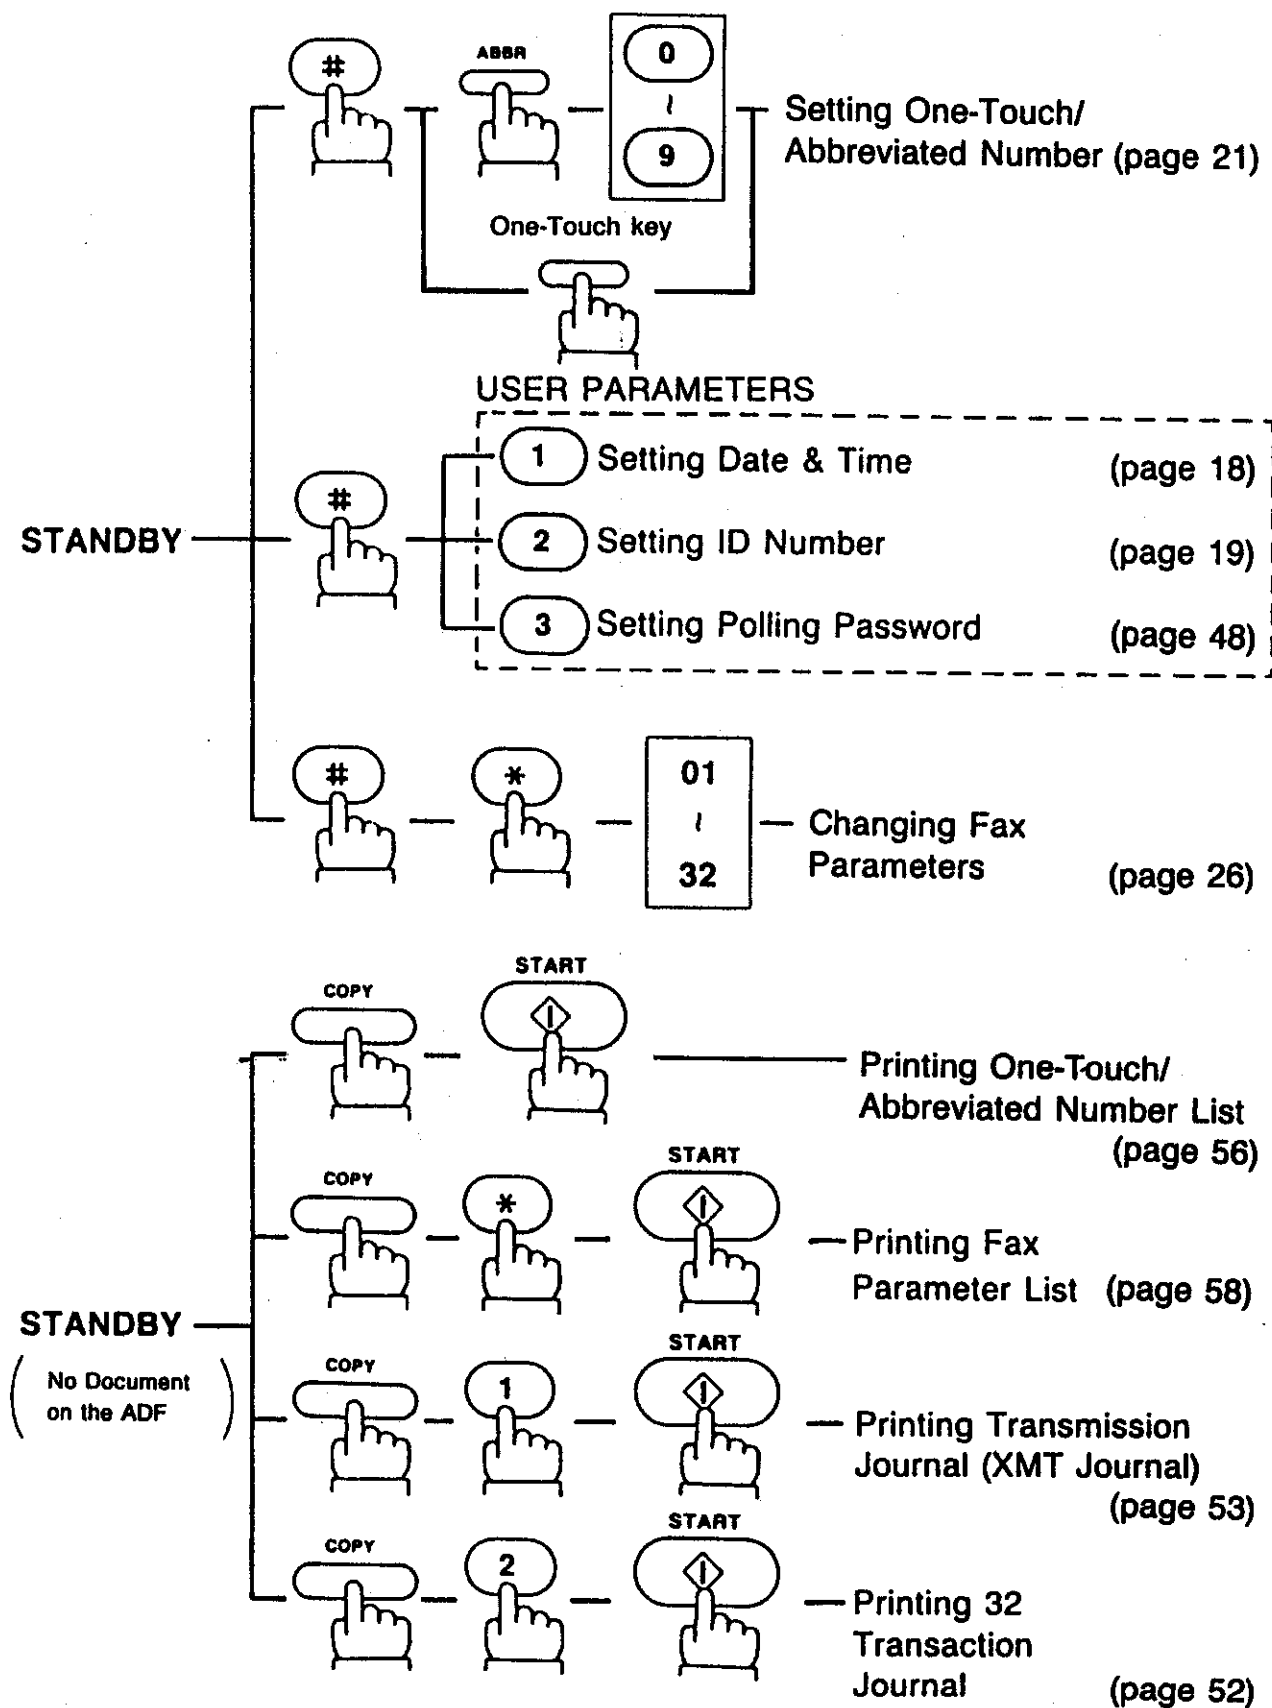 #
ABBR
0
~
9
Setting One-Touch/
Abbreviated Number (page 21)
One-Touch key
USER PARAMETERS
STANDBY
#
1 Setting Date & Time (page 18)
2 Setting ID Number (page 19)
3 Setting Polling Password (page 48)
#
*
01
~
32
Changing Fax
Parameters (page 26)
COPY
START
Printing One-Touch/
Abbreviated Number List
(page 56)
COPY
*
START
Printing Fax
Parameter List (page 58)
STANDBY
( No Document
on the ADF )
COPY
1
START
Printing Transmission
Journal (XMT Journal)
(page 53)
COPY
2
START
Printing 32
Transaction
Journal (page 52)